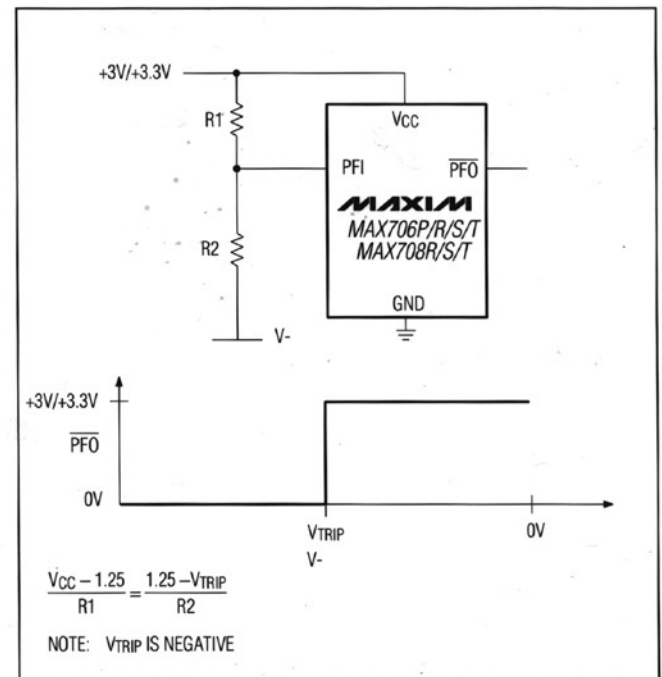 +3V/+3.3V
R1
VCC
PFI
PFO
MAXIM
MAX706P/R/S/T
MAX708R/S/T
R2
GND
V-
+3V/+3.3V
PFO
0V
VTRIP
0V
V-
VCC – 1.25 / R1 = 1.25 – VTRIP / R2
NOTE: VTRIP IS NEGATIVE